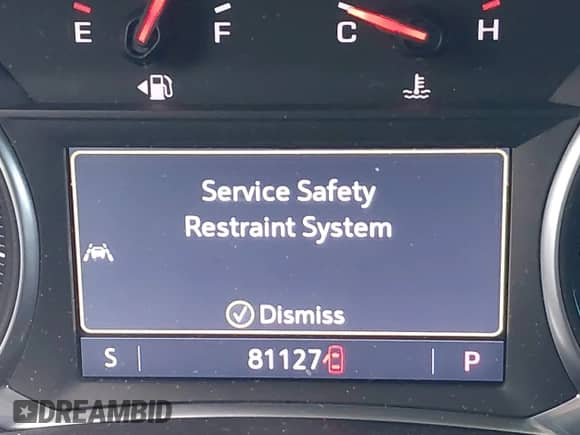 E F C H
Service Safety
Restraint System
Dismiss
S 81127 P
DREAMBID